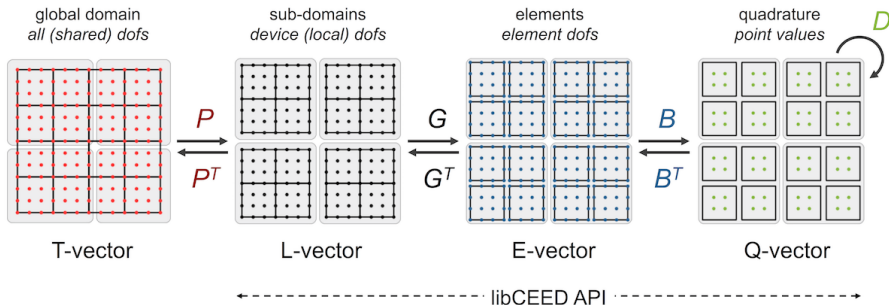 global domain
all (shared) dofs
sub-domains
device (local) dofs
elements
element dofs
quadrature
point values
D
P
P^T
G
G^T
B
B^T
T-vector
L-vector
E-vector
Q-vector
libCEED API